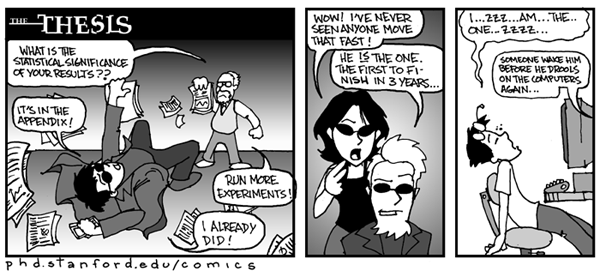 THE THESIS
WHAT IS THE
STATISTICAL SIGNIFICANCE
OF YOUR RESULTS??
IT'S IN THE
APPENDIX!
RUN MORE
EXPERIMENTS!
I ALREADY
DID!
WOW! I'VE NEVER
SEEN ANYONE MOVE
THAT FAST!
HE IS THE ONE.
THE FIRST TO FI-
NISH IN 3 YEARS...
I...ZZZ...AM...THE...
ONE...ZZZZ...
SOMEONE WAKE HIM
BEFORE HE DROOLS
ON THE COMPUTERS
AGAIN...
phd.stanford.edu/comics